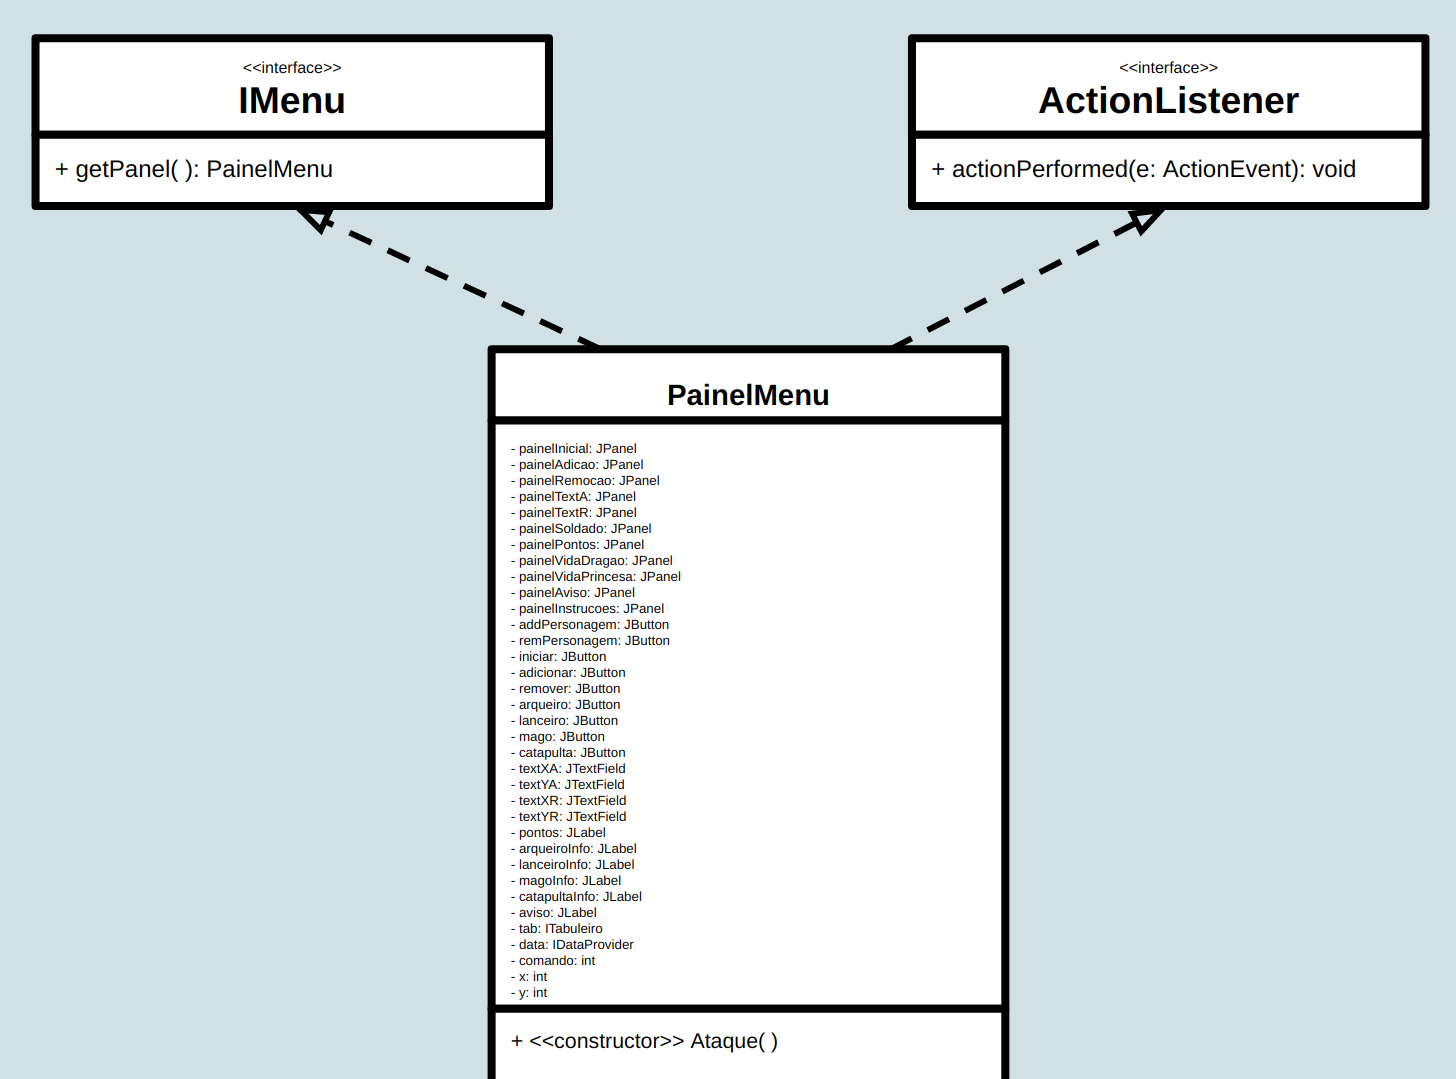 <<interface>>
IMenu
+ getPanel( ): PainelMenu
<<interface>>
ActionListener
+ actionPerformed(e: ActionEvent): void
PainelMenu
- painelInicial: JPanel
- painelAdicao: JPanel
- painelRemocao: JPanel
- painelTextA: JPanel
- painelTextR: JPanel
- painelSoldado: JPanel
- painelPontos: JPanel
- painelVidaDragao: JPanel
- painelVidaPrincesa: JPanel
- painelAviso: JPanel
- painelInstrucoes: JPanel
- addPersonagem: JButton
- remPersonagem: JButton
- iniciar: JButton
- adicionar: JButton
- remover: JButton
- arqueiro: JButton
- lanceiro: JButton
- mago: JButton
- catapulta: JButton
- textXA: JTextField
- textYA: JTextField
- textXR: JTextField
- textYR: JTextField
- pontos: JLabel
- arqueiroInfo: JLabel
- lanceiroInfo: JLabel
- magoInfo: JLabel
- catapultaInfo: JLabel
- aviso: JLabel
- tab: ITabuleiro
- data: IDataProvider
- comando: int
- x: int
- y: int
+ <<constructor>> Ataque( )